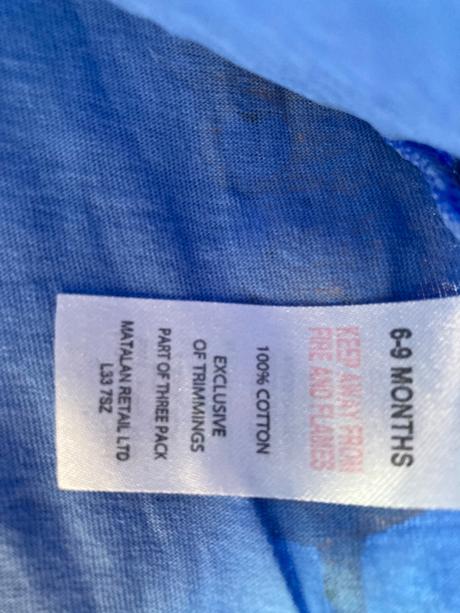 6-9 MONTHS
KEEP AWAY FROM
FIRE AND FLAMES
100% COTTON
EXCLUSIVE
OF TRIMMINGS
PART OF THREE PACK
MATALAN RETAIL LTD
L33 7SZ